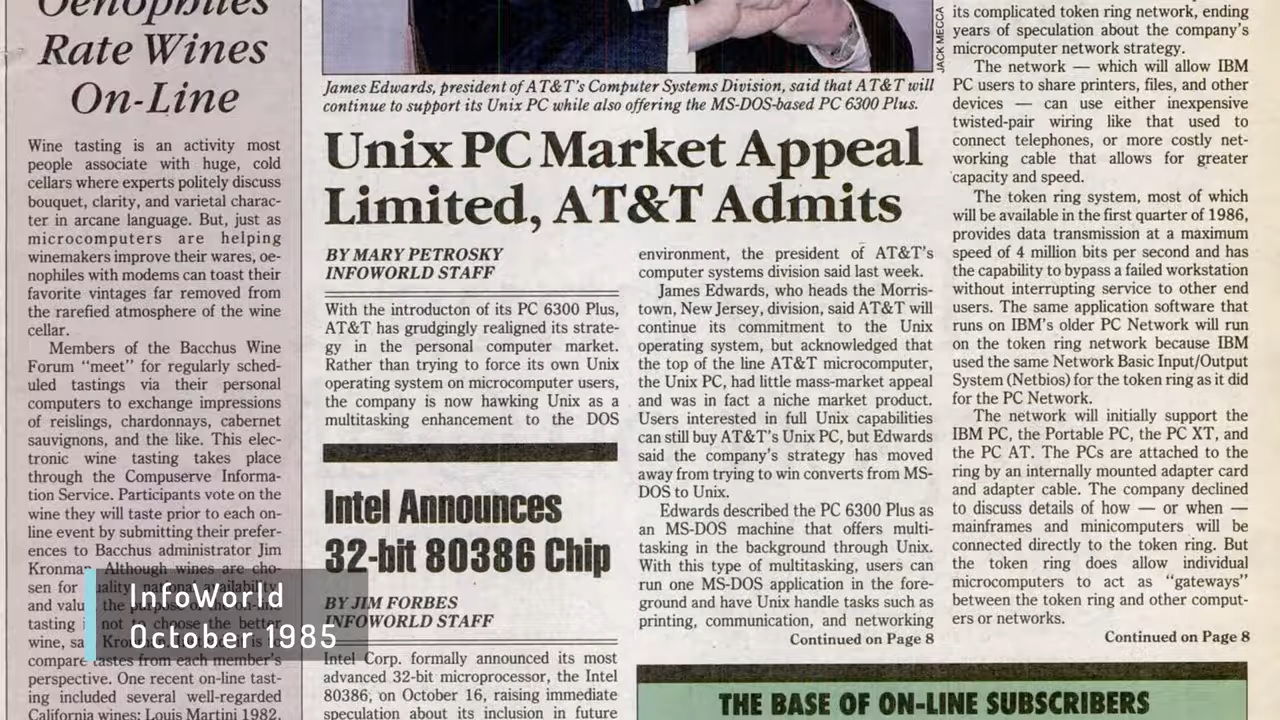 Oenophiles
Rate Wines
On-Line
Wine tasting is an activity most
people associate with huge, cold
cellars where experts politely discuss
bouquet, clarity, and varietal charac-
ter in arcane language. But, just as
microcomputers are helping
winemakers improve their wares, oe-
nophiles with modems can toast their
favorite vintages far removed from
the rarefied atmosphere of the wine
cellar.
Members of the Bacchus Wine
Forum "meet" for regularly sched-
uled tastings via their personal
computers to exchange impressions
of reislings, chardonnays, cabernet
sauvignons, and the like. This elec-
tronic wine tasting takes place
through the Compuserve Informa-
tion Service. Participants vote on the
wine they will taste prior to each on-
line event by submitting their prefer-
ences to Bacchus administrator Jim
Kronman. Although wines are cho-
sen for quality, national availability,
and value, the purpose of the on-line
tasting is not to choose the better
wine, sa
compare tastes from each member's
perspective. One recent on-line tast-
ing included several well-regarded
California wines: Louis Martini 1982,
JACK MECCA
James Edwards, president of AT&T's Computer Systems Division, said that AT&T will
continue to support its Unix PC while also offering the MS-DOS-based PC 6300 Plus.
Unix PC Market Appeal
Limited, AT&T Admits
BY MARY PETROSKY
INFOWORLD STAFF
With the introducton of its PC 6300 Plus,
AT&T has grudgingly realigned its strate-
gy in the personal computer market.
Rather than trying to force its own Unix
operating system on microcomputer users,
the company is now hawking Unix as a
multitasking enhancement to the DOS
environment, the president of AT&T's
computer systems division said last week.
James Edwards, who heads the Morris-
town, New Jersey, division, said AT&T will
continue its commitment to the Unix
operating system, but acknowledged that
the top of the line AT&T microcomputer,
the Unix PC, had little mass-market appeal
and was in fact a niche market product.
Users interested in full Unix capabilities
can still buy AT&T's Unix PC, but Edwards
said the company's strategy has moved
away from trying to win converts from MS-
DOS to Unix.
Edwards described the PC 6300 Plus as
an MS-DOS machine that offers multi-
tasking in the background through Unix.
With this type of multitasking, users can
run one MS-DOS application in the fore-
ground and have Unix handle tasks such as
printing, communication, and networking
Continued on Page 8
Intel Announces
32-bit 80386 Chip
BY JIM FORBES
INFOWORLD STAFF
Intel Corp. formally announced its most
advanced 32-bit microprocessor, the Intel
80386, on October 16, raising immediate
speculation about its inclusion in future
its complicated token ring network, ending
years of speculation about the company's
microcomputer network strategy.
The network — which will allow IBM
PC users to share printers, files, and other
devices — can use either inexpensive
twisted-pair wiring like that used to
connect telephones, or more costly net-
working cable that allows for greater
capacity and speed.
The token ring system, most of which
will be available in the first quarter of 1986,
provides data transmission at a maximum
speed of 4 million bits per second and has
the capability to bypass a failed workstation
without interrupting service to other end
users. The same application software that
runs on IBM's older PC Network will run
on the token ring network because IBM
used the same Network Basic Input/Output
System (Netbios) for the token ring as it did
for the PC Network.
The network will initially support the
IBM PC, the Portable PC, the PC XT, and
the PC AT. The PCs are attached to the
ring by an internally mounted adapter card
and adapter cable. The company declined
to discuss details of how — or when —
mainframes and minicomputers will be
connected directly to the token ring. But
the token ring does allow individual
microcomputers to act as "gateways"
between the token ring and other comput-
ers or networks.
Continued on Page 8
THE BASE OF ON-LINE SUBSCRIBERS
InfoWorld
October 1985